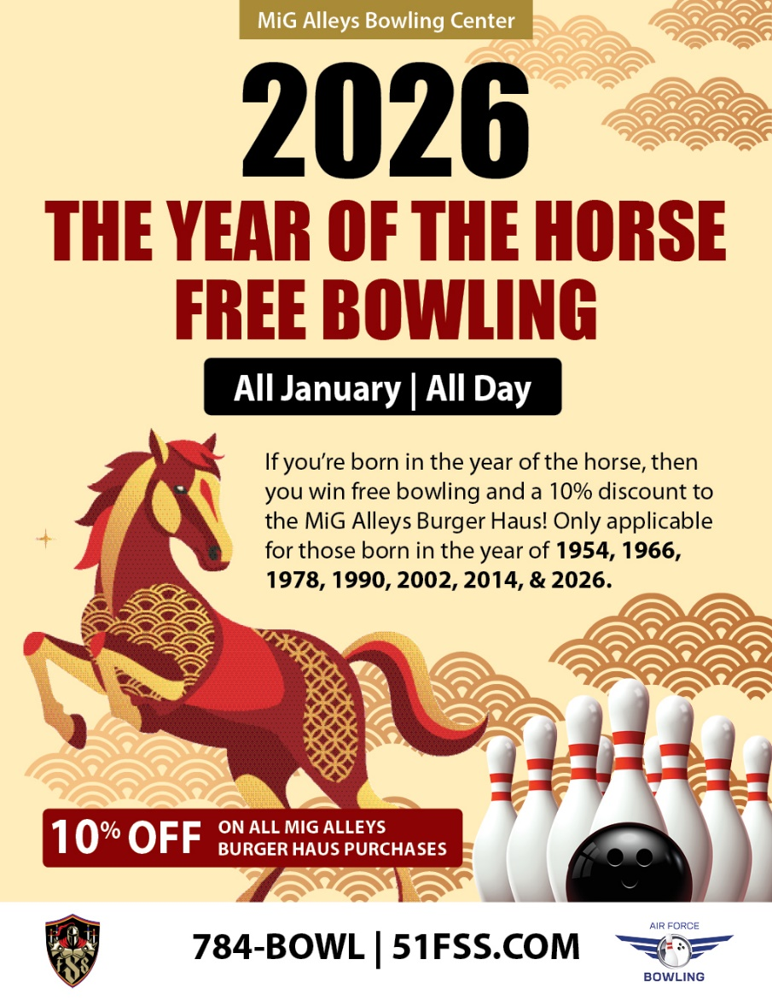 MiG Alleys Bowling Center
2026
THE YEAR OF THE HORSE
FREE BOWLING
All January | All Day
If you’re born in the year of the horse, then
you win free bowling and a 10% discount to
the MiG Alleys Burger Haus! Only applicable
for those born in the year of 1954, 1966,
1978, 1990, 2002, 2014, & 2026.
10% OFF
ON ALL MIG ALLEYS
BURGER HAUS PURCHASES
FSS
784-BOWL | 51FSS.COM
AIR FORCE
BOWLING